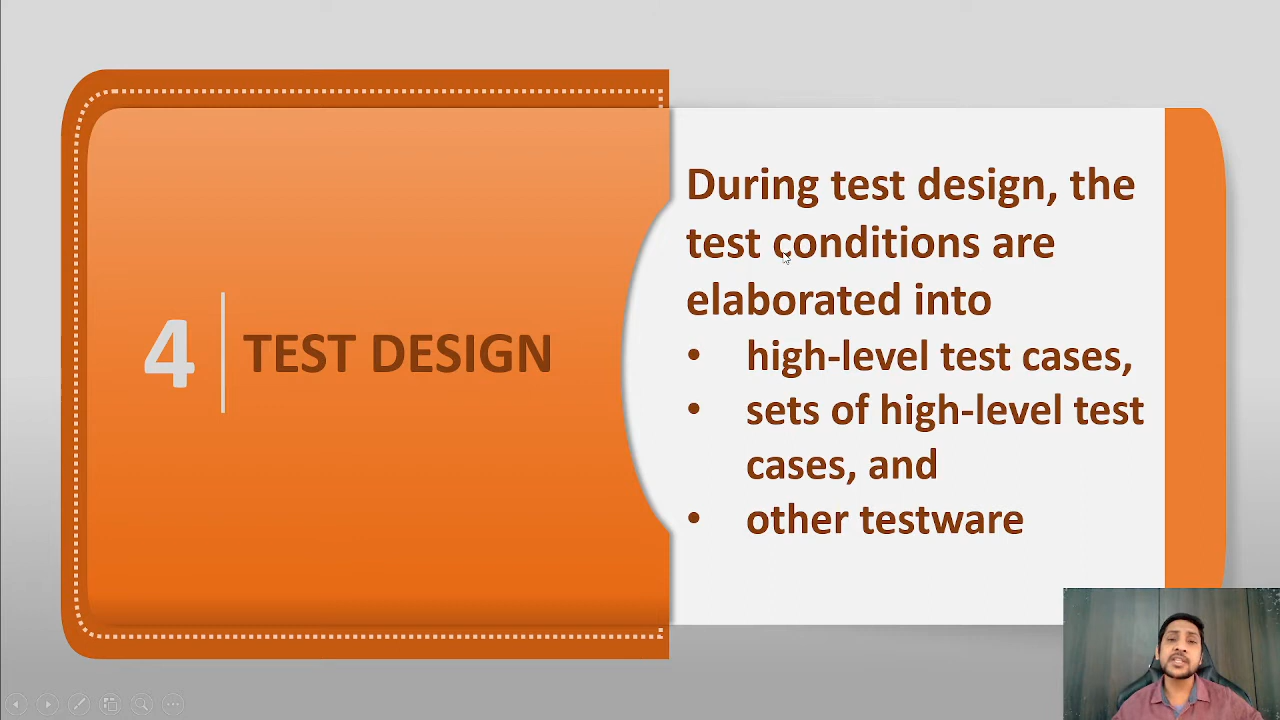 4
TEST DESIGN
During test design, the
test conditions are
elaborated into
• high-level test cases,
• sets of high-level test
cases, and
• other testware